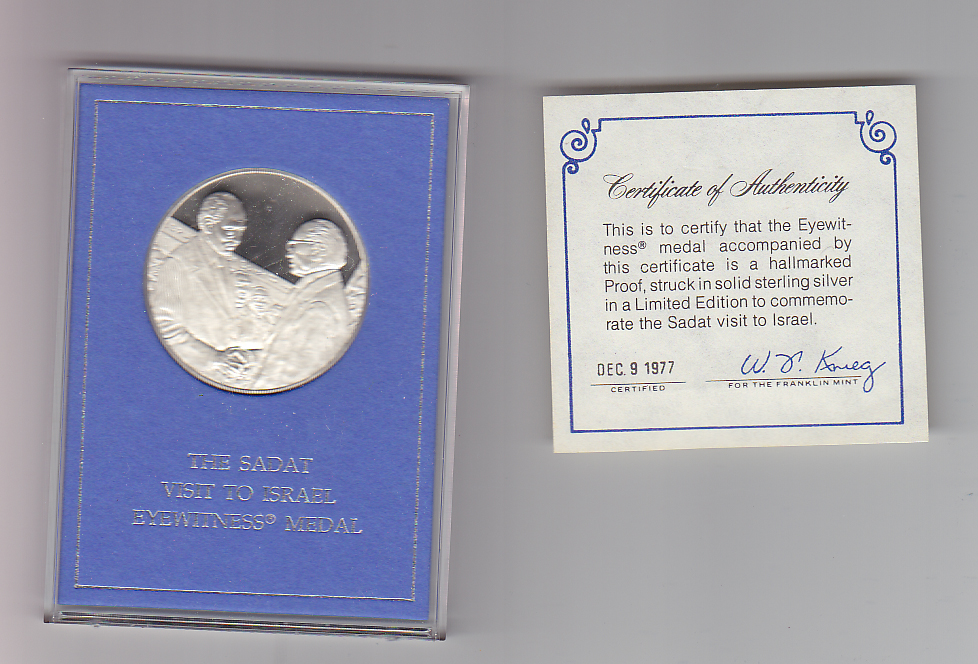 THE SADAT
VISIT TO ISRAEL
EYEWITNESS® MEDAL
Certificate of Authenticity
This is to certify that the Eyewit-
ness® medal accompanied by
this certificate is a hallmarked
Proof, struck in solid sterling silver
in a Limited Edition to commemo-
rate the Sadat visit to Israel.
DEC. 9 1977
CERTIFIED
W. V. Krieg
FOR THE FRANKLIN MINT